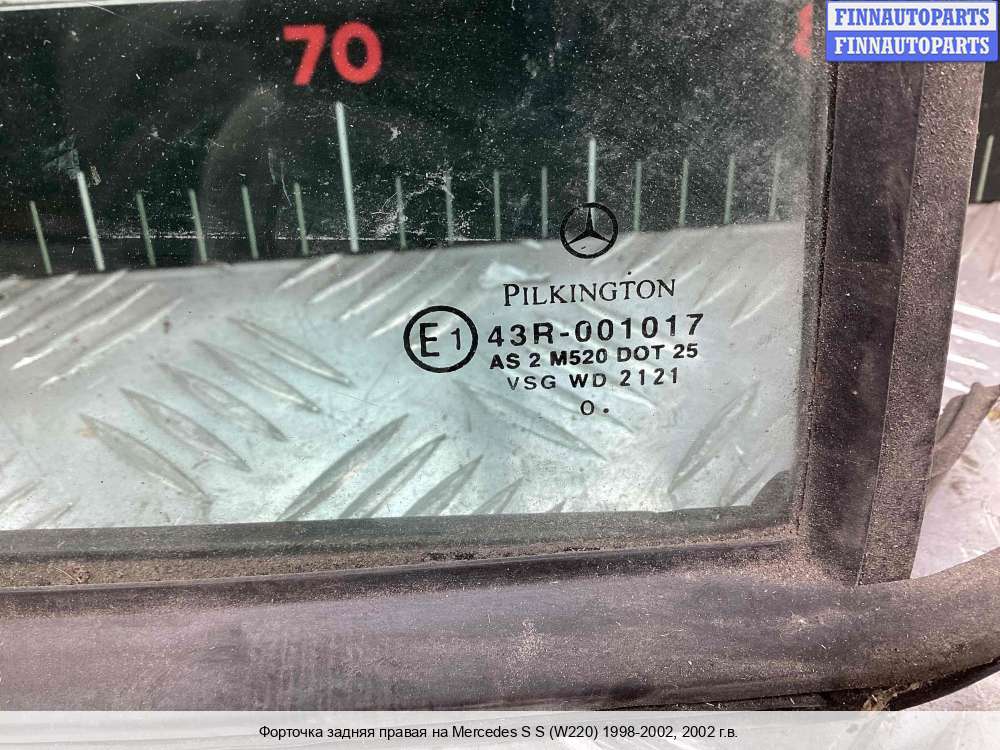 FINNAUTOPARTS
FINNAUTOPARTS
70
PILKINGTON
E1 43R-001017
AS 2 M520 DOT 25
VSG WD 2121
0 •
Форточка задняя правая на Mercedes S S (W220) 1998-2002, 2002 г.в.